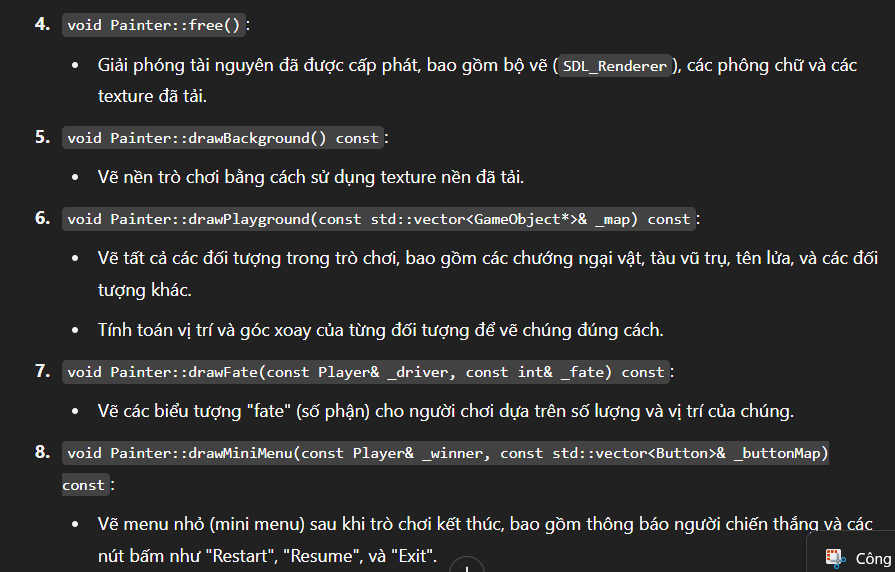 4. void Painter::free():
• Giải phóng tài nguyên đã được cấp phát, bao gồm bộ vẽ (SDL_Renderer), các phông chữ và các
texture đã tải.
5. void Painter::drawBackground() const:
• Vẽ nền trò chơi bằng cách sử dụng texture nền đã tải.
6. void Painter::drawPlayground(const std::vector<GameObject*>& _map) const:
• Vẽ tất cả các đối tượng trong trò chơi, bao gồm các chướng ngại vật, tàu vũ trụ, tên lửa, và các đối
tượng khác.
• Tính toán vị trí và góc xoay của từng đối tượng để vẽ chúng đúng cách.
7. void Painter::drawFate(const Player& _driver, const int& _fate) const:
• Vẽ các biểu tượng "fate" (số phận) cho người chơi dựa trên số lượng và vị trí của chúng.
8. void Painter::drawMiniMenu(const Player& _winner, const std::vector<Button>& _buttonMap)
const:
• Vẽ menu nhỏ (mini menu) sau khi trò chơi kết thúc, bao gồm thông báo người chiến thắng và các
nút bấm như "Restart", "Resume", và "Exit".
Công